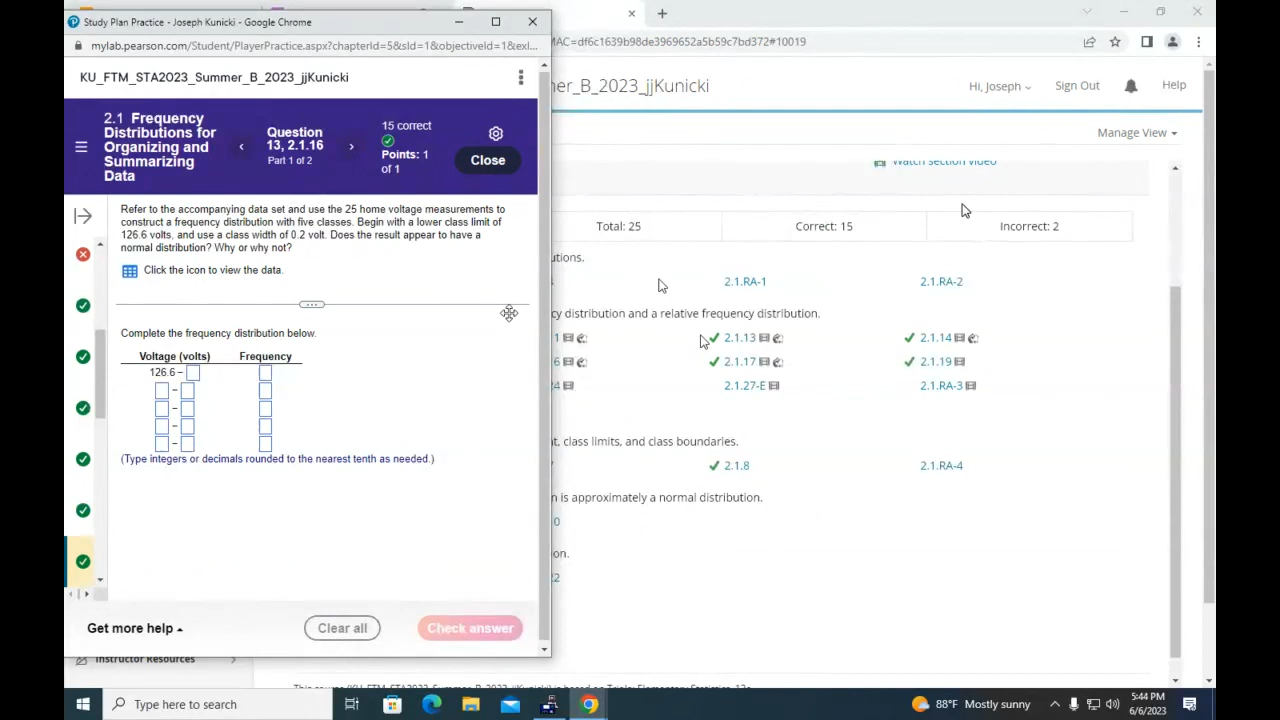 Study Plan Practice - Joseph Kunicki - Google Chrome
mylab.pearson.com/Student/PlayerPractice.aspx?chapterId=5&sId=1&objectiveId=1&exl...
KU_FTM_STA2023_Summer_B_2023_jjKunicki
2.1 Frequency
Distributions for
Organizing and
Summarizing
Data
Question
13, 2.1.16
Part 1 of 2
15 correct
Points: 1
of 1
Close
Refer to the accompanying data set and use the 25 home voltage measurements to
construct a frequency distribution with five classes. Begin with a lower class limit of
126.6 volts, and use a class width of 0.2 volt. Does the result appear to have a
normal distribution? Why or why not?
Click the icon to view the data.
Complete the frequency distribution below.
Voltage (volts) Frequency
126.6 –
–
–
–
–
(Type integers or decimals rounded to the nearest tenth as needed.)
Get more help
Clear all
Check answer
MAC=df6c1639b98de3969652a5b59c7bd372#10019
er_B_2023_jjKunicki
Hi, Joseph
Sign Out
Help
Manage View
Watch section video
Total: 25 Correct: 15 Incorrect: 2
utions.
2.1.RA-1 2.1.RA-2
cy distribution and a relative frequency distribution.
1 2.1.13 2.1.14
6 2.1.17 2.1.19
24 2.1.27-E 2.1.RA-3
t, class limits, and class boundaries.
2.1.8 2.1.RA-4
n is approximately a normal distribution.
0
on.
22
Instructor Resources
Type here to search
88°F Mostly sunny
5:44 PM
6/6/2023